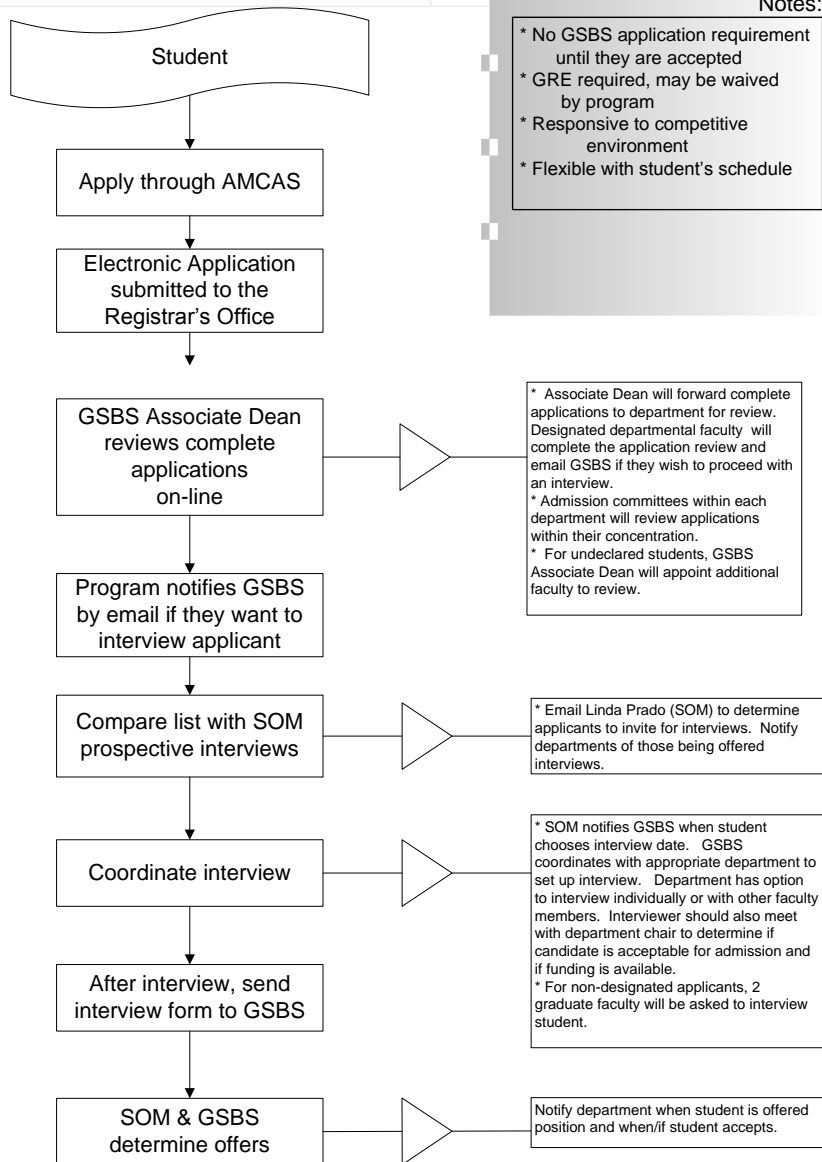 Notes:
* No GSBS application requirement
until they are accepted
* GRE required, may be waived
by program
* Responsive to competitive
environment
* Flexible with student's schedule
Student
Apply through AMCAS
Electronic Application
submitted to the
Registrar's Office
GSBS Associate Dean
reviews complete
applications
on-line
* Associate Dean will forward complete
applications to department for review.
Designated departmental faculty will
complete the application review and
email GSBS if they wish to proceed with
an interview.
* Admission committees within each
department will review applications
within their concentration.
* For undeclared students, GSBS
Associate Dean will appoint additional
faculty to review.
Program notifies GSBS
by email if they want to
interview applicant
Compare list with SOM
prospective interviews
* Email Linda Prado (SOM) to determine
applicants to invite for interviews. Notify
departments of those being offered
interviews.
Coordinate interview
* SOM notifies GSBS when student
chooses interview date. GSBS
coordinates with appropriate department to
set up interview. Department has option
to interview individually or with other faculty
members. Interviewer should also meet
with department chair to determine if
candidate is acceptable for admission and
if funding is available.
* For non-designated applicants, 2
graduate faculty will be asked to interview
student.
After interview, send
interview form to GSBS
SOM & GSBS
determine offers
Notify department when student is offered
position and when/if student accepts.